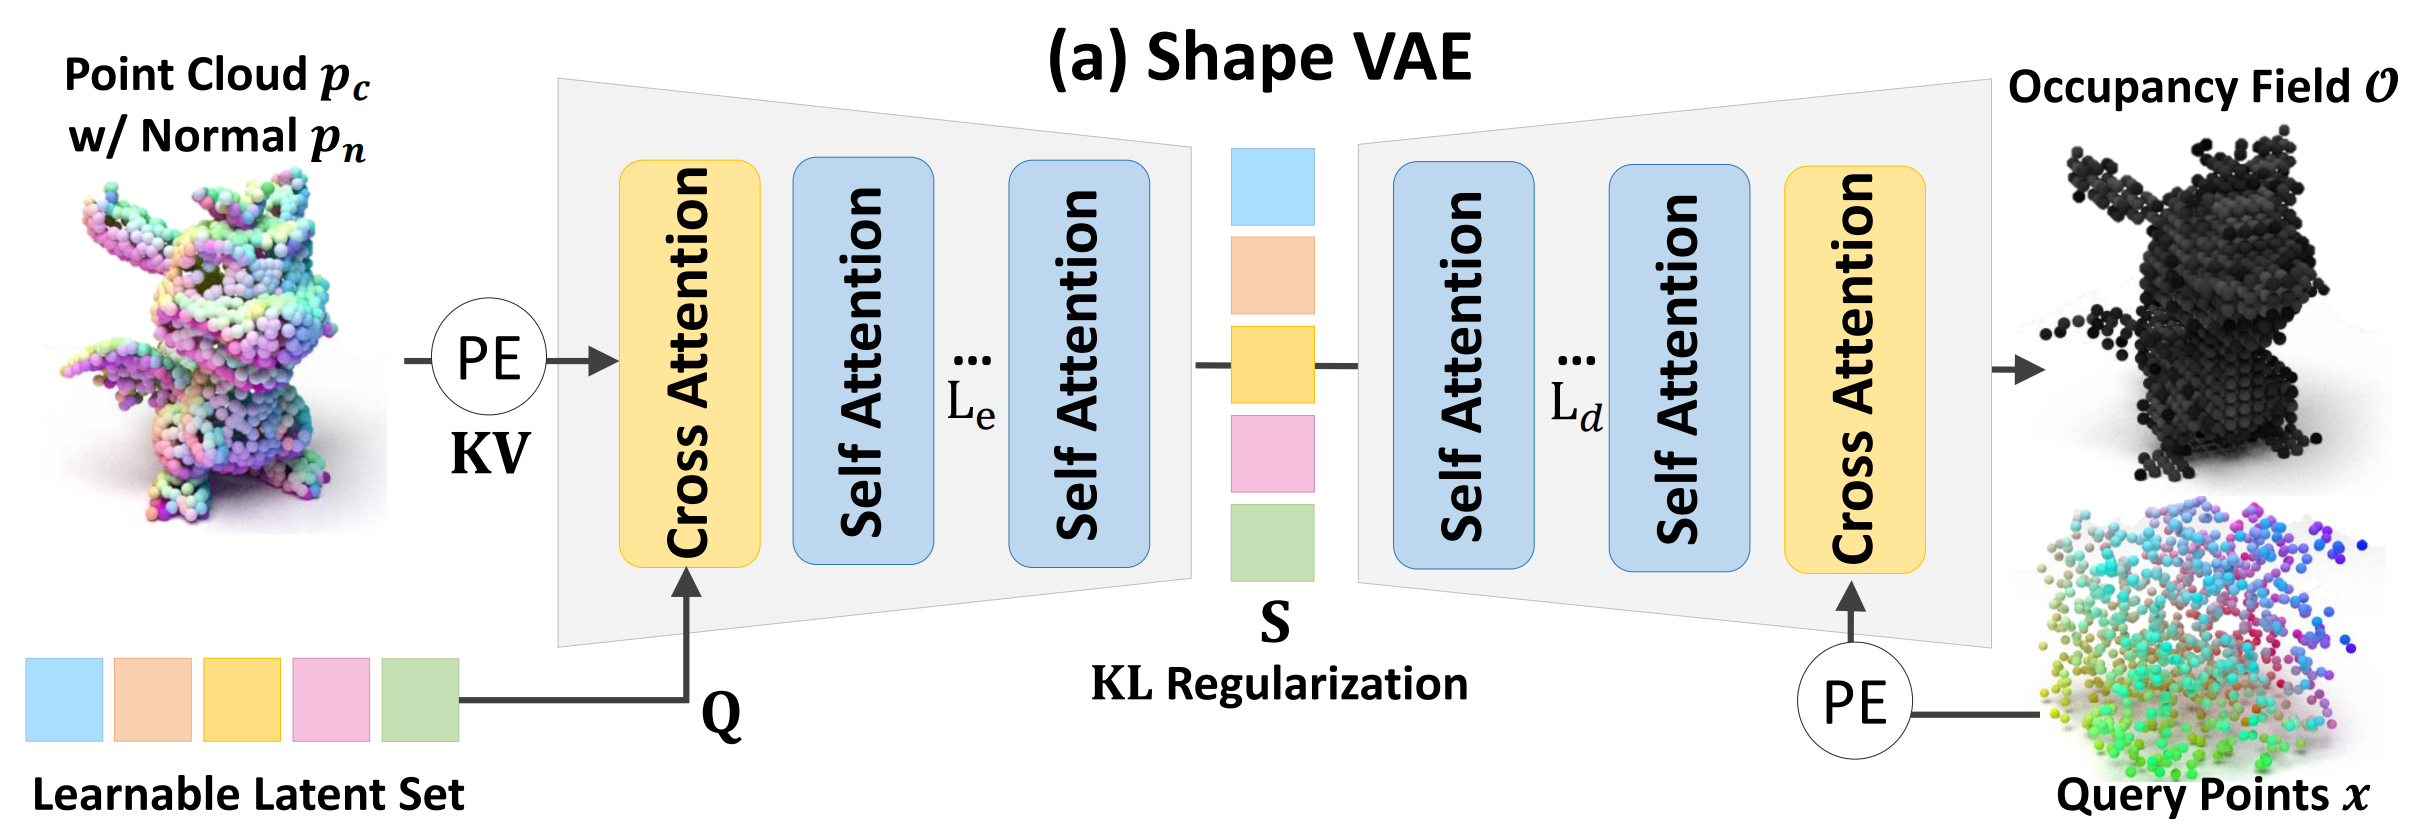 (a) Shape VAE
Point Cloud p_c
w/ Normal p_n
PE
KV
Cross Attention
Self Attention
...
L_e
Self Attention
Q
Learnable Latent Set
S
KL Regularization
Self Attention
...
L_d
Self Attention
Cross Attention
PE
Occupancy Field 𝒪
Query Points x